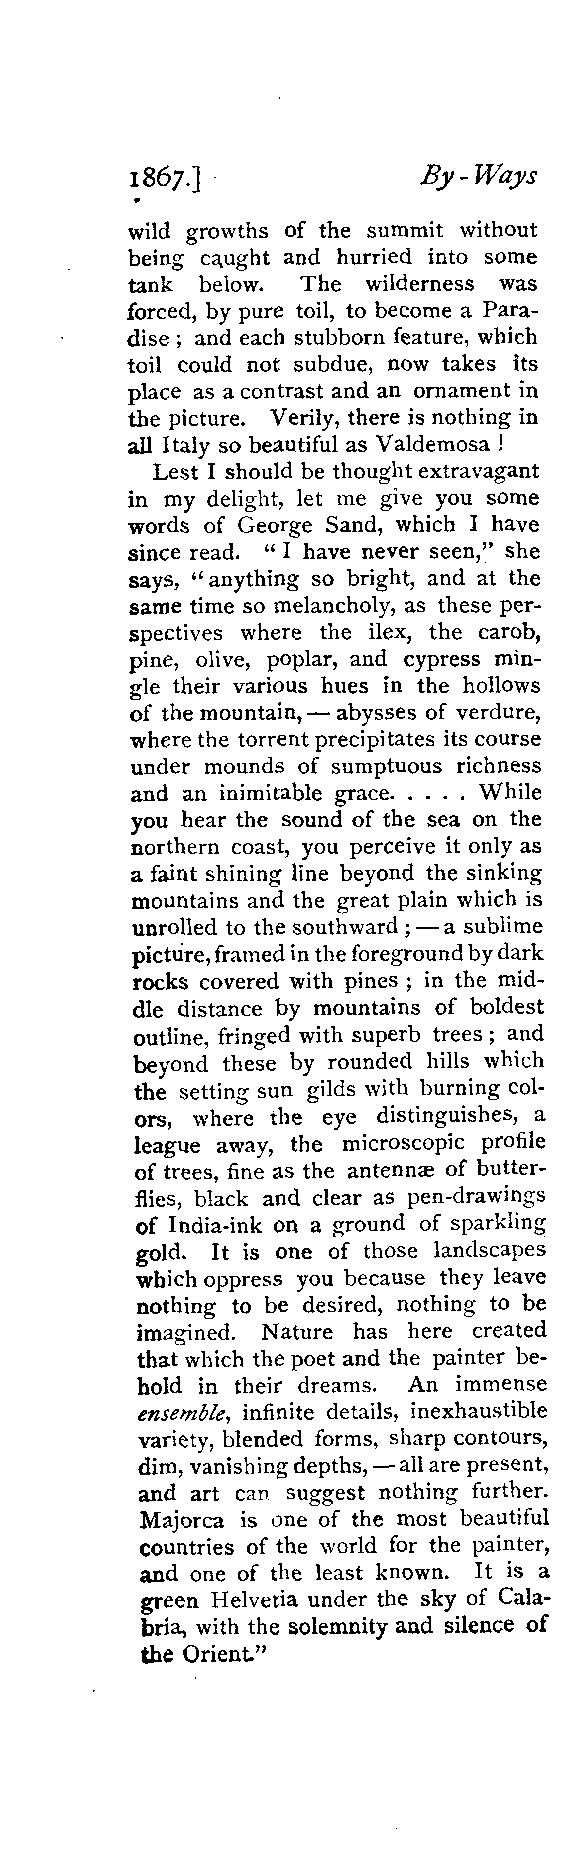 1867.] By-Ways
wild growths of the summit without
being caught and hurried into some
tank below. The wilderness was
forced, by pure toil, to become a Para-
dise ; and each stubborn feature, which
toil could not subdue, now takes its
place as a contrast and an ornament in
the picture. Verily, there is nothing in
all Italy so beautiful as Valdemosa !
Lest I should be thought extravagant
in my delight, let me give you some
words of George Sand, which I have
since read. “ I have never seen,” she
says, “ anything so bright, and at the
same time so melancholy, as these per-
spectives where the ilex, the carob,
pine, olive, poplar, and cypress min-
gle their various hues in the hollows
of the mountain, — abysses of verdure,
where the torrent precipitates its course
under mounds of sumptuous richness
and an inimitable grace. . . . . . While
you hear the sound of the sea on the
northern coast, you perceive it only as
a faint shining line beyond the sinking
mountains and the great plain which is
unrolled to the southward ; — a sublime
picture, framed in the foreground by dark
rocks covered with pines ; in the mid-
dle distance by mountains of boldest
outline, fringed with superb trees ; and
beyond these by rounded hills which
the setting sun gilds with burning col-
ors, where the eye distinguishes, a
league away, the microscopic profile
of trees, fine as the antennæ of butter-
flies, black and clear as pen-drawings
of India-ink on a ground of sparkling
gold. It is one of those landscapes
which oppress you because they leave
nothing to be desired, nothing to be
imagined. Nature has here created
that which the poet and the painter be-
hold in their dreams. An immense
ensemble, infinite details, inexhaustible
variety, blended forms, sharp contours,
dim, vanishing depths, — all are present,
and art can suggest nothing further.
Majorca is one of the most beautiful
countries of the world for the painter,
and one of the least known. It is a
green Helvetia under the sky of Cala-
bria, with the solemnity and silence of
the Orient.”